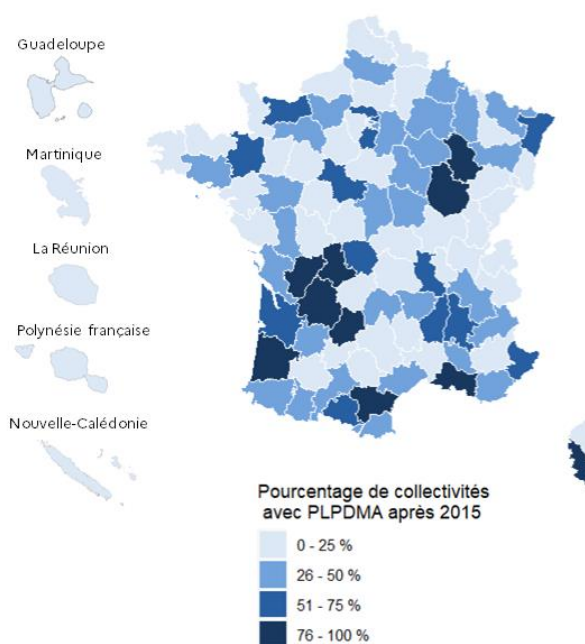 Guadeloupe
Martinique
La Réunion
Polynésie française
Nouvelle-Calédonie
Pourcentage de collectivités
avec PLPDMA après 2015
0 - 25 %
26 - 50 %
51 - 75 %
76 - 100 %